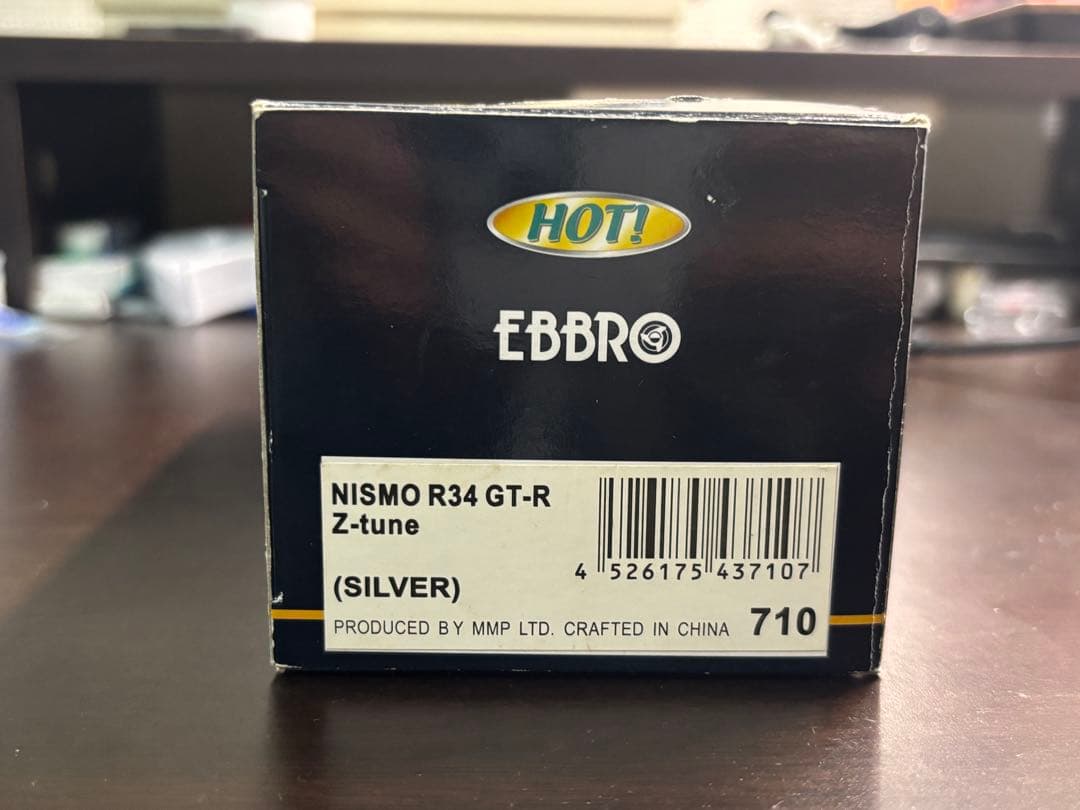 HOT!
EBBRO
NISMO R34 GT-R
Z-tune
(SILVER)
4 526175 437107
PRODUCED BY MMP LTD. CRAFTED IN CHINA 710